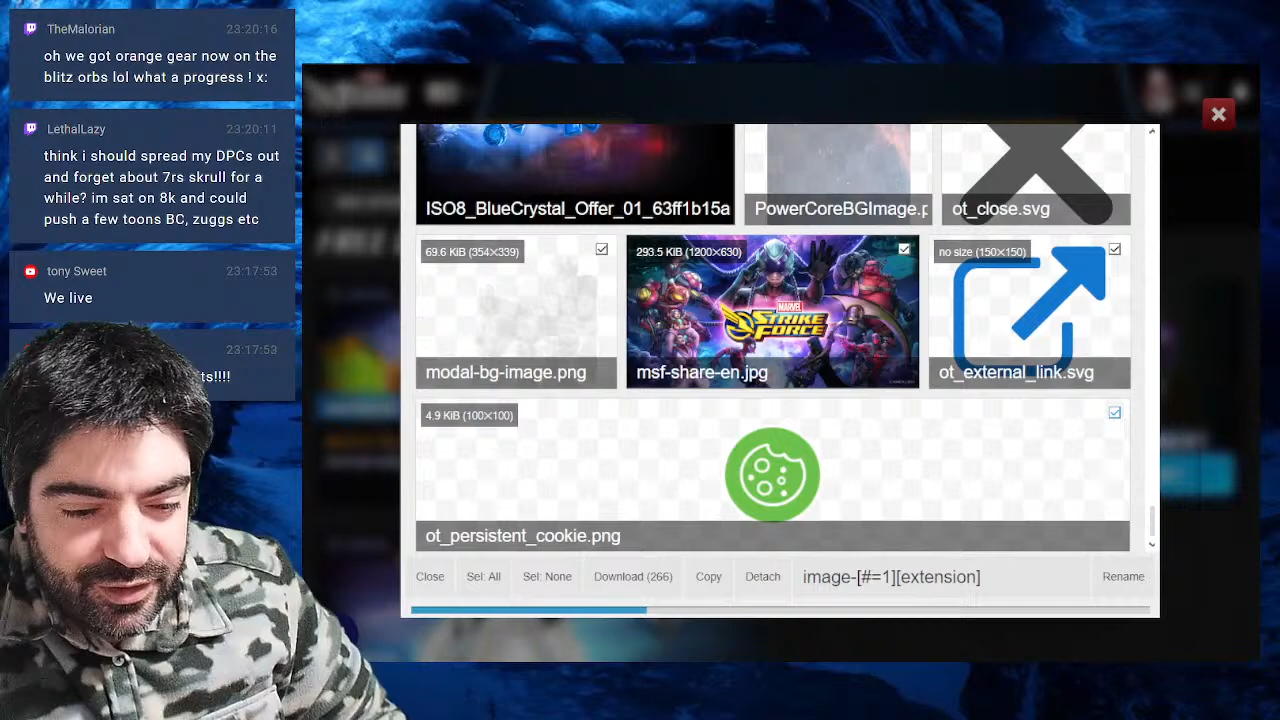 TheMalorian 23:20:16
oh we got orange gear now on the
blitz orbs lol what a progress ! x:
LethalLazy 23:20:11
think i should spread my DPCs out
and forget about 7rs skrull for a
while? im sat on 8k and could
push a few toons BC, zuggs etc
tony Sweet 23:17:53
We live
23:17:53
ts!!!!
ISO8_BlueCrystal_Offer_01_63ff1b15a
PowerCoreBGImage.p
ot_close.svg
69.6 KiB (354×339)
modal-bg-image.png
293.5 KiB (1200×630)
MARVEL
STRIKE
FORCE
msf-share-en.jpg
no size (150×150)
ot_external_link.svg
4.9 KiB (100×100)
ot_persistent_cookie.png
Close Sel: All Sel: None Download (266) Copy Detach image-[#=1][extension] Rename